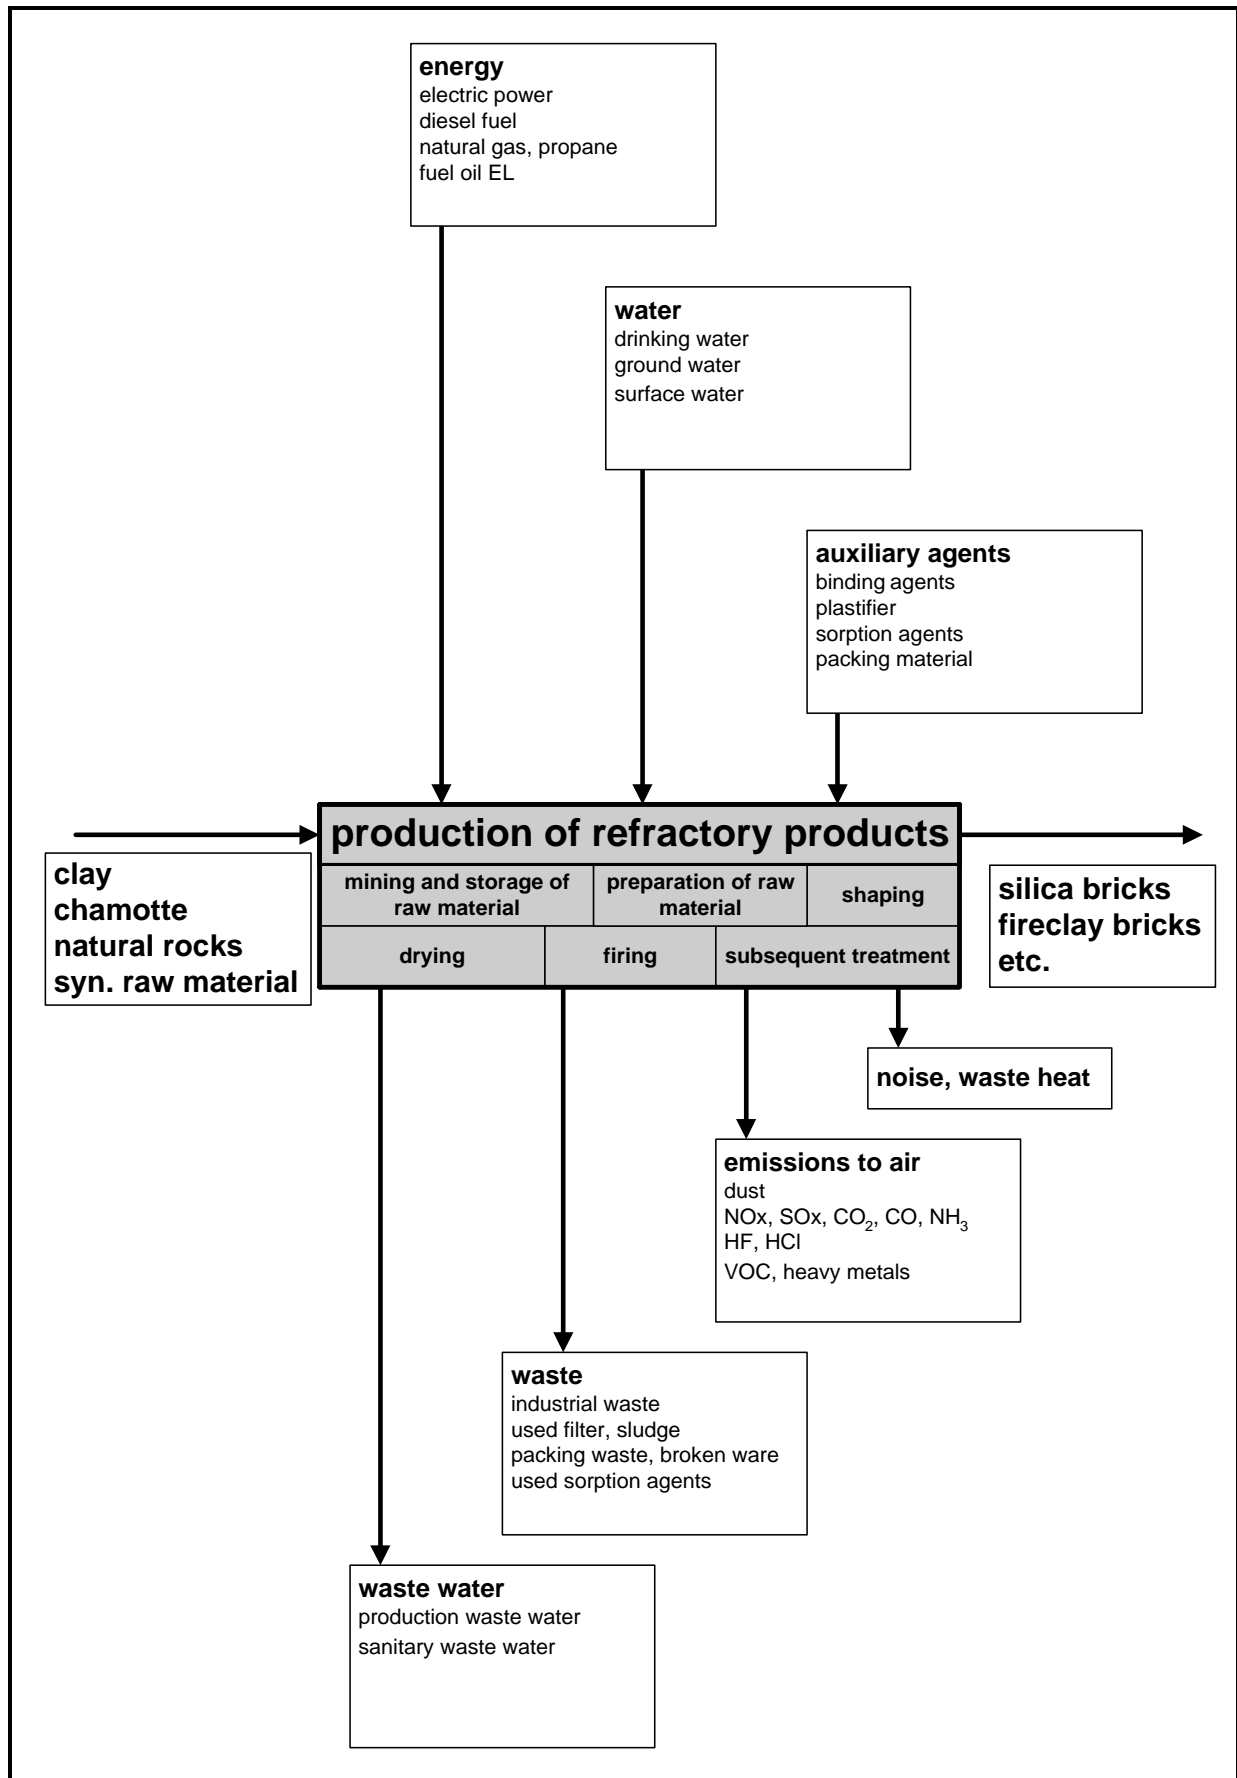 energy
electric power
diesel fuel
natural gas, propane
fuel oil EL
water
drinking water
ground water
surface water
auxiliary agents
binding agents
plastifier
sorption agents
packing material
production of refractory products
mining and storage of
raw material
preparation of raw
material
shaping
drying
firing
subsequent treatment
clay
chamotte
natural rocks
syn. raw material
silica bricks
fireclay bricks
etc.
noise, waste heat
emissions to air
dust
NOx, SOx, CO₂, CO, NH₃
HF, HCl
VOC, heavy metals
waste
industrial waste
used filter, sludge
packing waste, broken ware
used sorption agents
waste water
production waste water
sanitary waste water